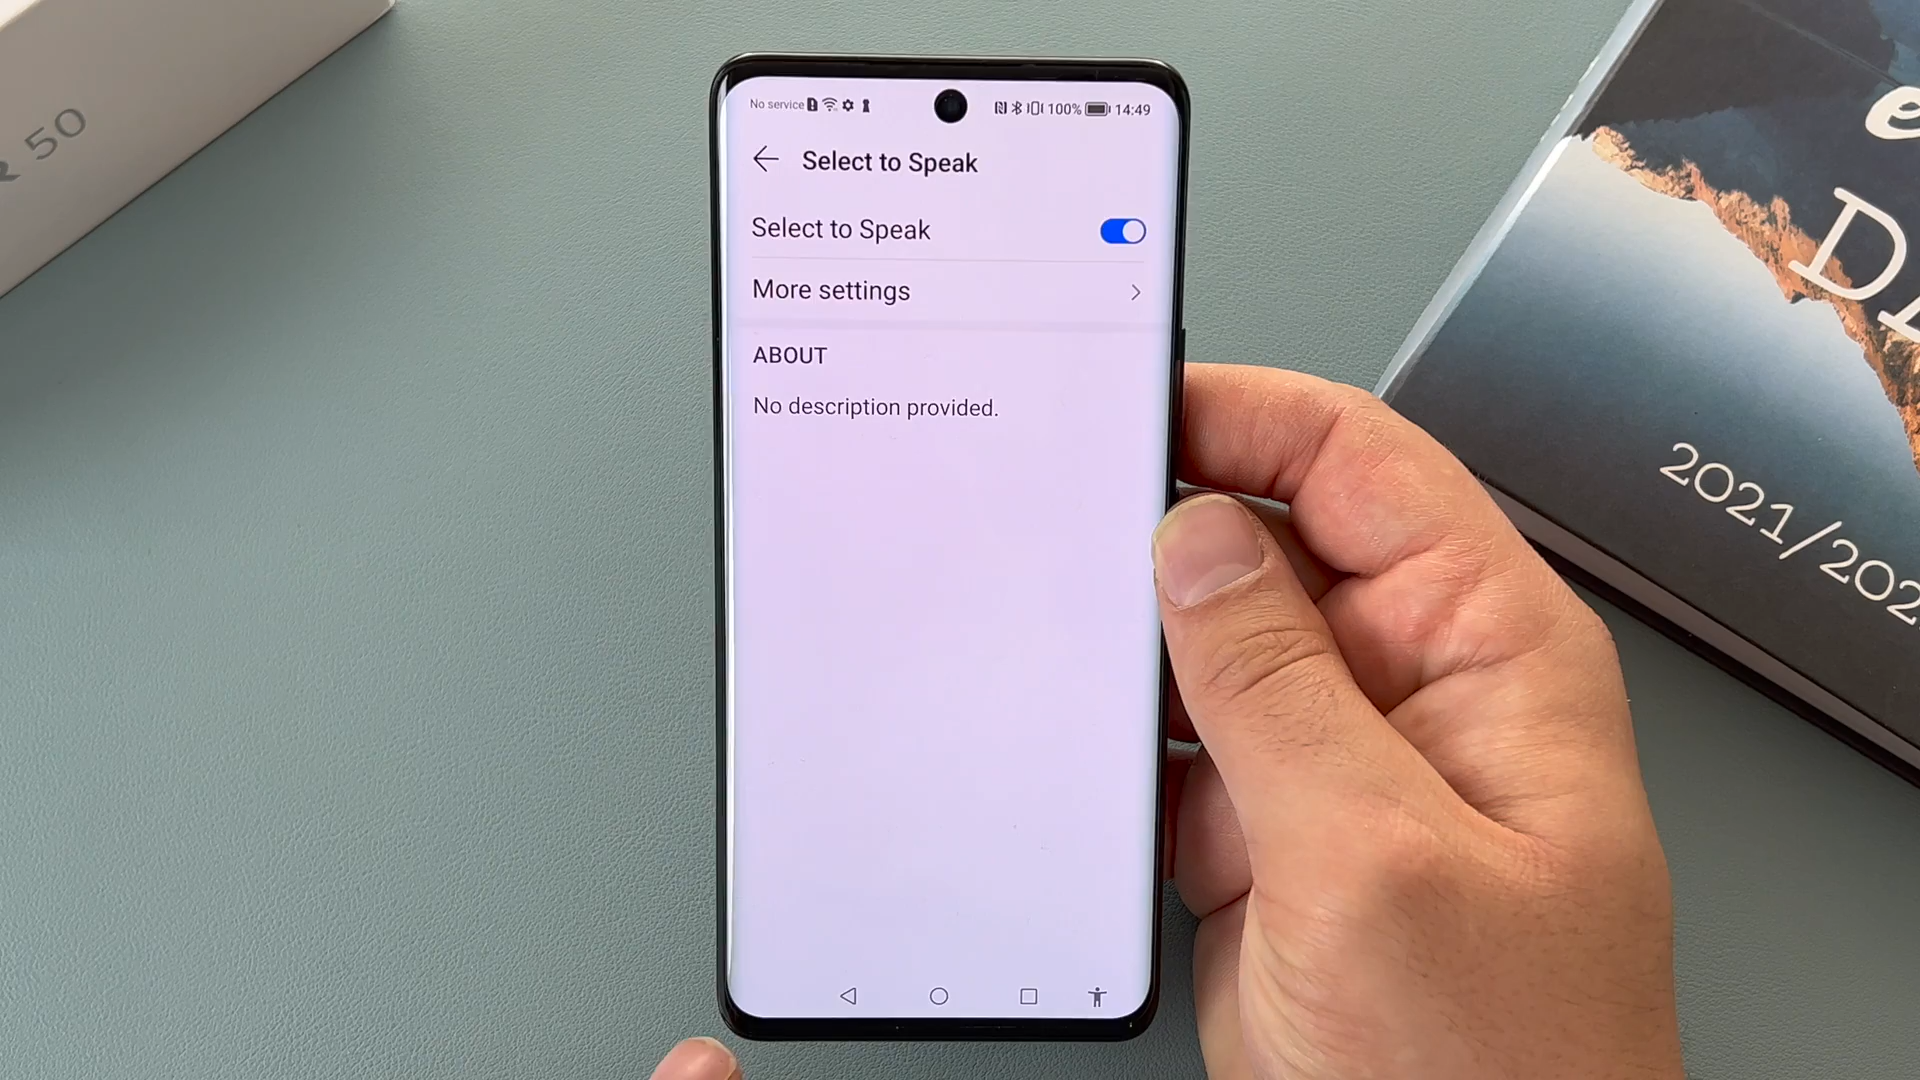 50
No service
100% 14:49
Select to Speak
Select to Speak
More settings
ABOUT
No description provided.
2021/202